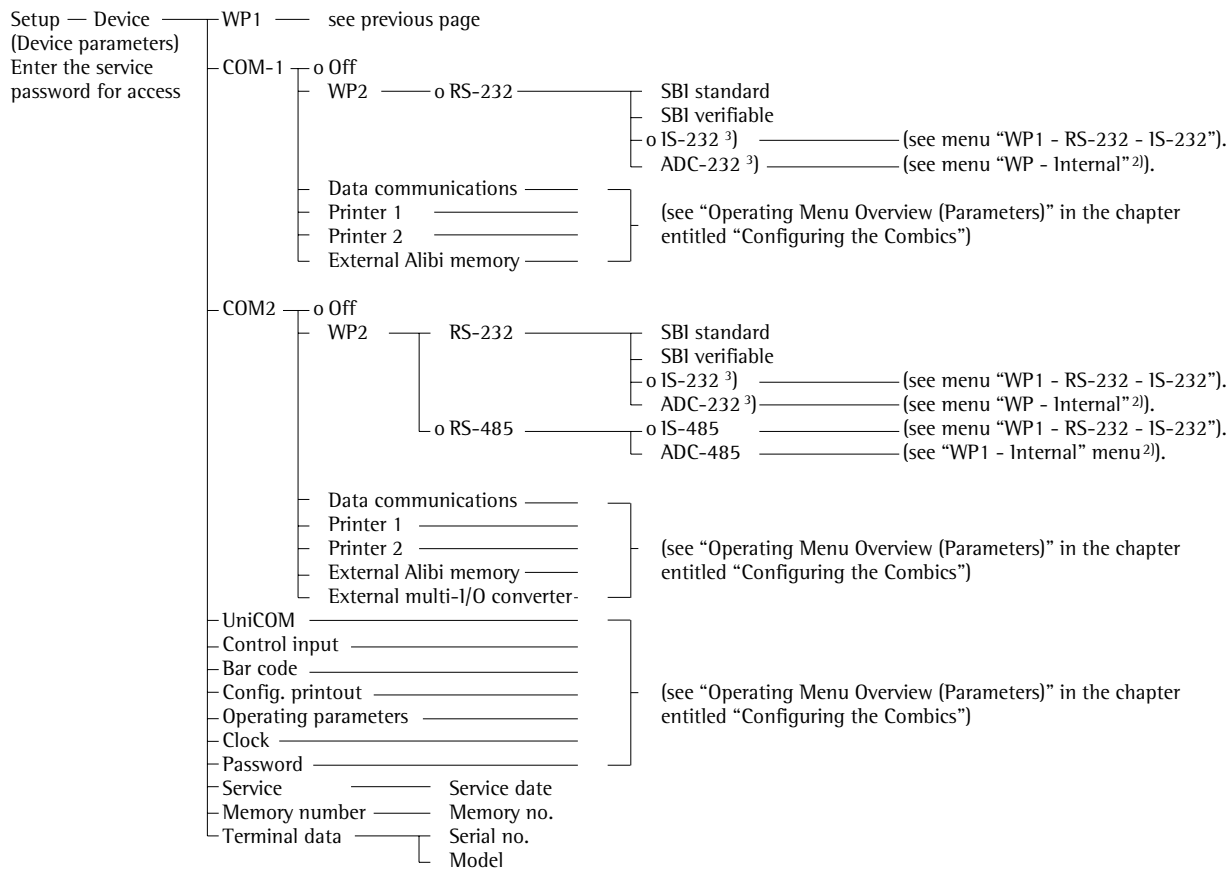 Setup — Device — WP1 — see previous page
(Device parameters)
Enter the service
password for access
COM-1 o Off
WP2 o RS-232 SBI standard
SBI verifiable
o IS-232 ³) (see menu “WP1 - RS-232 - IS-232”).
ADC-232 ³) (see menu “WP - Internal” ²)).
Data communications
Printer 1 (see “Operating Menu Overview (Parameters)” in the chapter
Printer 2 entitled “Configuring the Combics”)
External Alibi memory
COM2 o Off
WP2 RS-232 SBI standard
SBI verifiable
o IS-232 ³) (see menu “WP1 - RS-232 - IS-232”).
ADC-232 ³) (see menu “WP - Internal” ²)).
o RS-485 o IS-485 (see menu “WP1 - RS-232 - IS-232”).
ADC-485 (see “WP1 - Internal” menu ²)).
Data communications
Printer 1
Printer 2 (see “Operating Menu Overview (Parameters)” in the chapter
External Alibi memory entitled “Configuring the Combics”)
External multi-I/O converter
UniCOM
Control input
Bar code
Config. printout (see “Operating Menu Overview (Parameters)” in the chapter
Operating parameters entitled “Configuring the Combics”)
Clock
Password
Service Service date
Memory number Memory no.
Terminal data Serial no.
Model